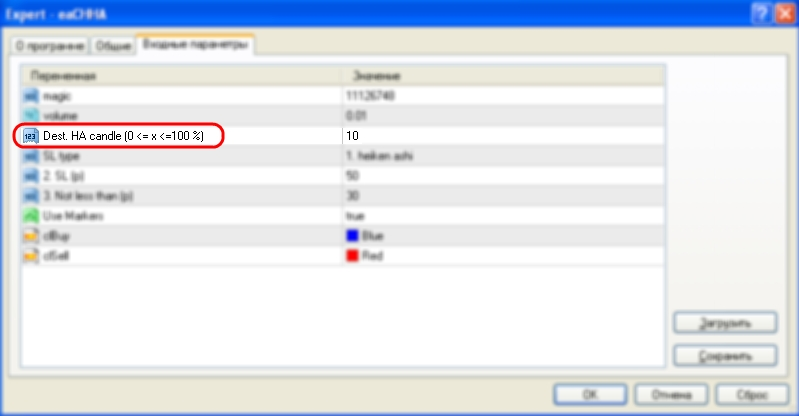 Expert - eaCHHA
О программе Общие Входные параметры
Переменная Значение
magic 11126748
volume 0.01
123 Dest. HA candle (0 <= x <=100 %) 10
SL type 1. heiken ashi
2. SL (p) 50
3. Not less than (p) 30
Use Markers true
clBuy Blue
clSell Red
Загрузить
Сохранить
OK Отмена Сброс